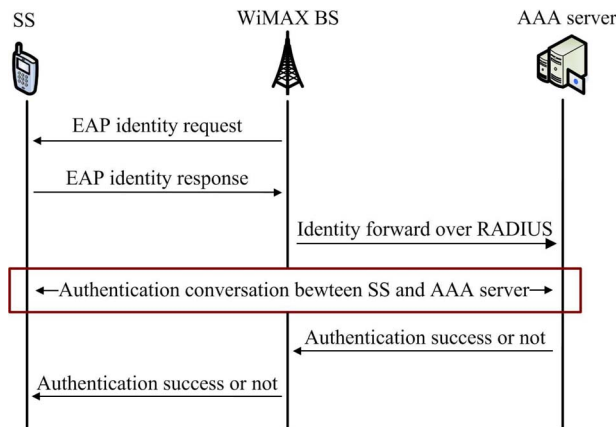 SS
WiMAX BS
AAA server
EAP identity request
EAP identity response
Identity forward over RADIUS
Authentication conversation bewteen SS and AAA server
Authentication success or not
Authentication success or not